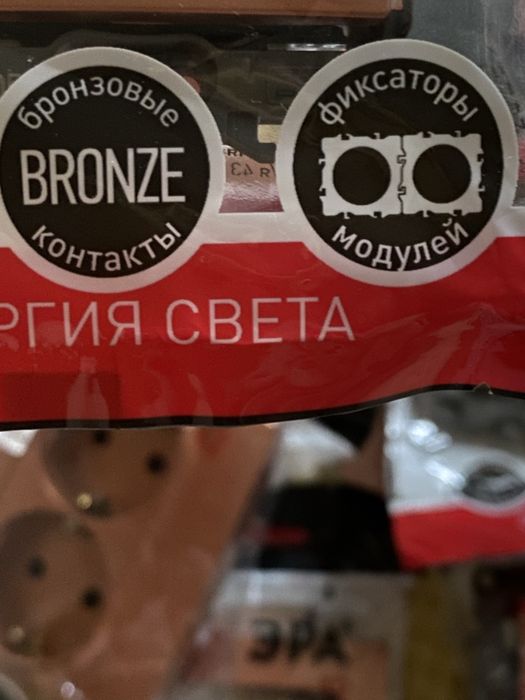 бронзовые
BRONZE
контакты
фиксаторы
модулей
РГИЯ СВЕТА
ЭРА